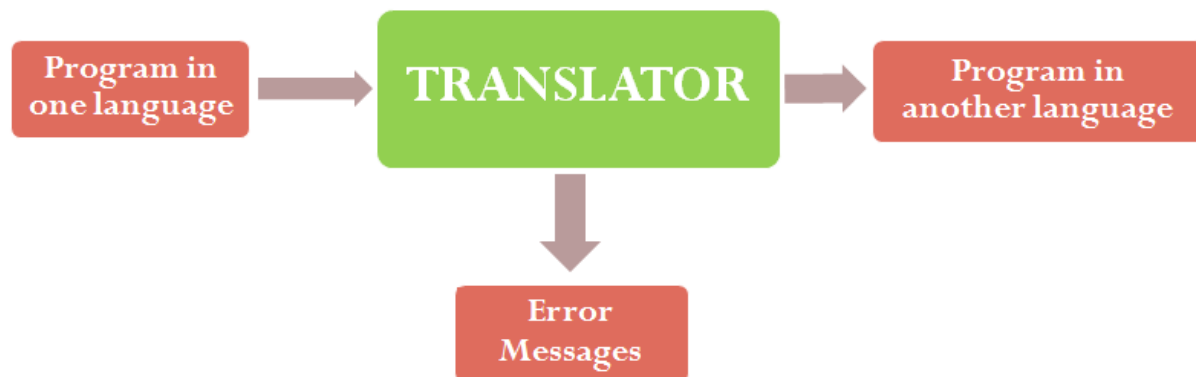 Program in
one language
TRANSLATOR
Program in
another language
Error
Messages